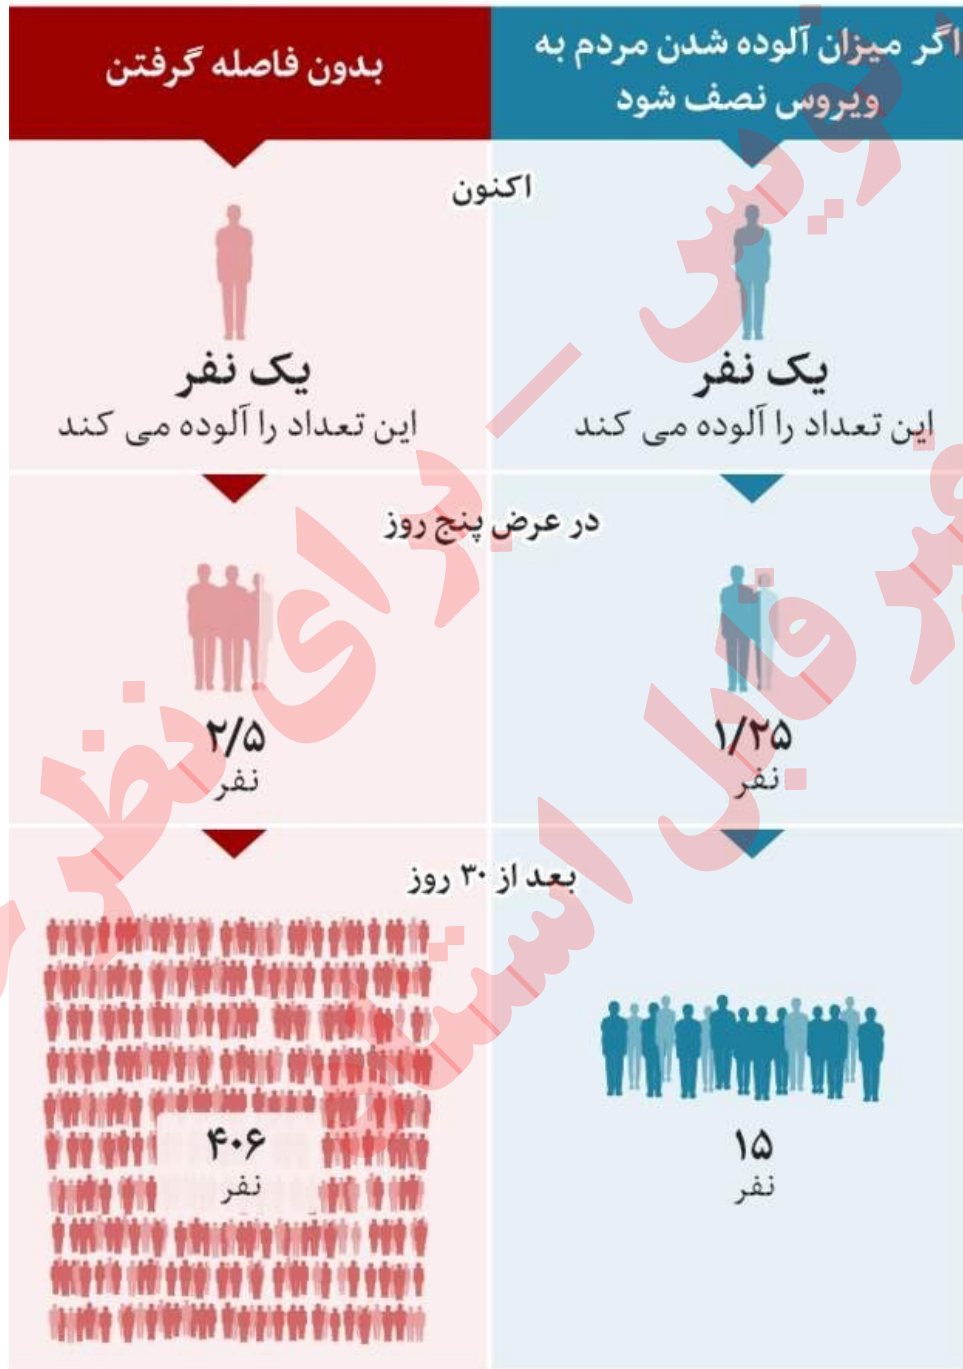 اگر میزان آلوده شدن مردم به
ویروس نصف شود
بدون فاصله گرفتن
اکنون
یک نفر
این تعداد را آلوده می کند
یک نفر
این تعداد را آلوده می کند
در عرض پنج روز
۱/۲۵
نفر
۲/۵
نفر
بعد از ۳۰ روز
۱۵
نفر
۴۰۶
نفر